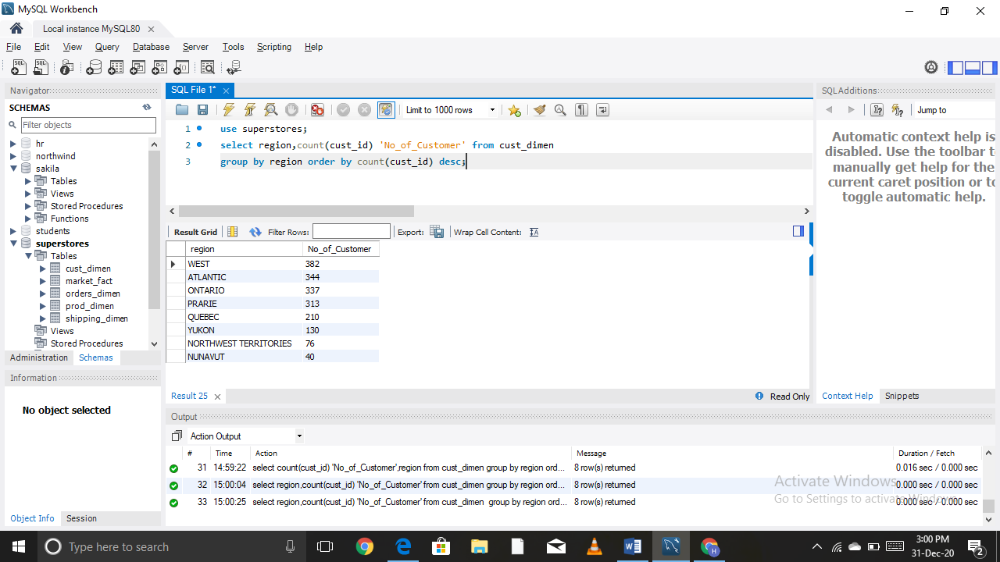 MySQL Workbench
Local instance MySQL80
File Edit View Query Database Server Tools Scripting Help
Navigator
SCHEMAS
Filter objects
hr
northwind
sakila
Tables
Views
Stored Procedures
Functions
students
superstores
Tables
cust_dimen
market_fact
orders_dimen
prod_dimen
shipping_dimen
Views
Stored Procedures
Administration Schemas
Information
No object selected
Object Info Session
SQL File 1*
Limit to 1000 rows
1 use superstores;
2 select region,count(cust_id) 'No_of_Customer' from cust_dimen
3 group by region order by count(cust_id) desc;
Result Grid Filter Rows: Export: Wrap Cell Content:
region No_of_Customer
WEST 382
ATLANTIC 344
ONTARIO 337
PRARIE 313
QUEBEC 210
YUKON 130
NORTHWEST TERRITORIES 76
NUNAVUT 40
Result 25 Read Only
Output
Action Output
# Time Action Message Duration / Fetch
31 14:59:22 select count(cust_id) 'No_of_Customer',region from cust_dimen group by region ord... 8 row(s) returned 0.016 sec / 0.000 sec
32 15:00:04 select region,count(cust_id) 'No_of_Customer' from cust_dimen group by region ord... 8 row(s) returned 0.000 sec / 0.000 sec
33 15:00:25 select region,count(cust_id) 'No_of_Customer' from cust_dimen group by region ord... 8 row(s) returned 0.000 sec / 0.000 sec
SQLAdditions
Jump to
Automatic context help is
disabled. Use the toolbar t
manually get help for the
current caret position or to
toggle automatic help.
Context Help Snippets
Activate Windows
Go to Settings to activate Windows.
Type here to search
3:00 PM
31-Dec-20
2